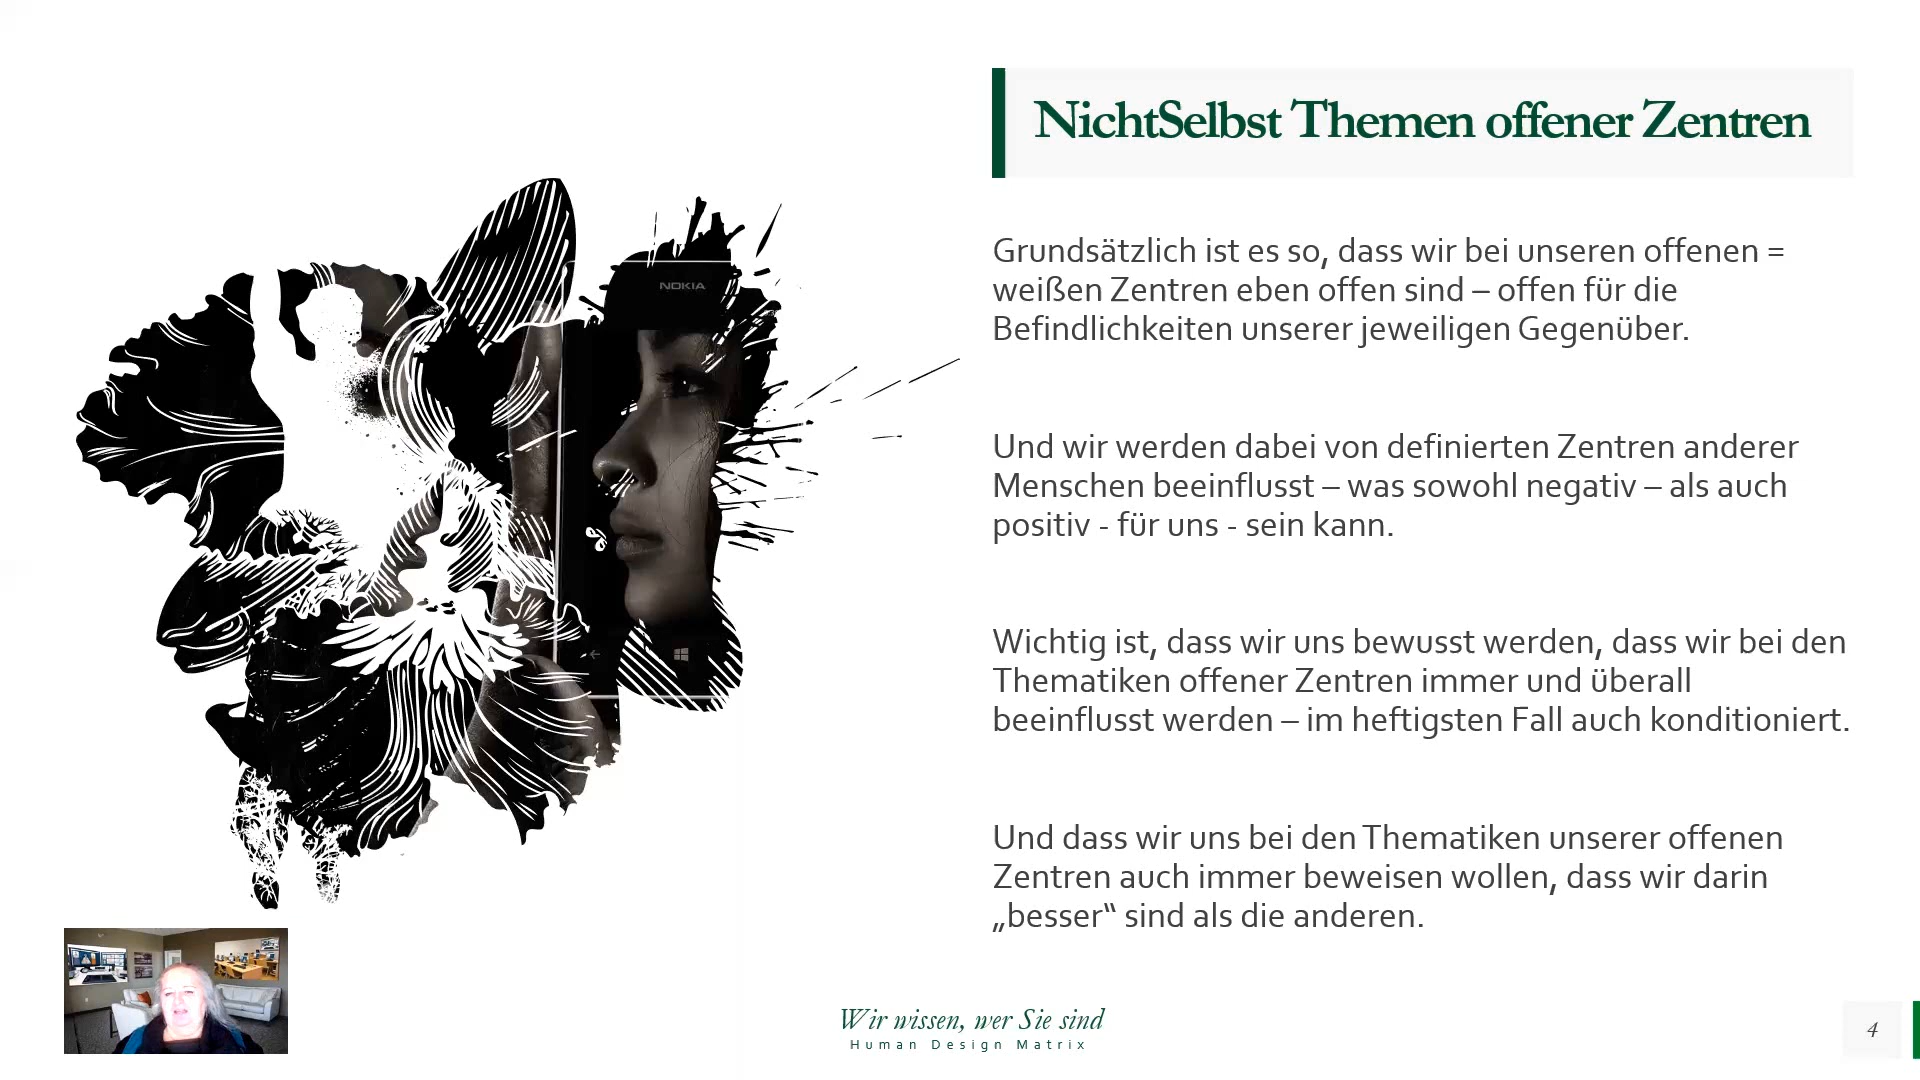 NichtSelbst Themen offener Zentren
NOKIA
Grundsätzlich ist es so, dass wir bei unseren offenen =
weißen Zentren eben offen sind – offen für die
Befindlichkeiten unserer jeweiligen Gegenüber.
Und wir werden dabei von definierten Zentren anderer
Menschen beeinflusst – was sowohl negativ – als auch
positiv - für uns - sein kann.
Wichtig ist, dass wir uns bewusst werden, dass wir bei den
Thematiken offener Zentren immer und überall
beeinflusst werden – im heftigsten Fall auch konditioniert.
Und dass wir uns bei den Thematiken unserer offenen
Zentren auch immer beweisen wollen, dass wir darin
„besser“ sind als die anderen.
Wir wissen, wer Sie sind
Human Design Matrix
4